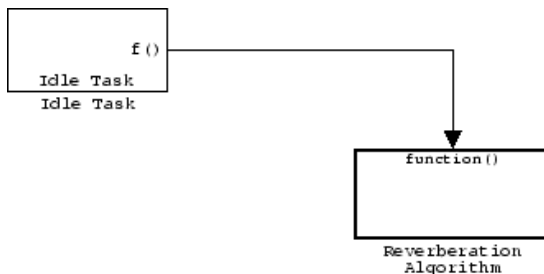 f()
Idle Task
Idle Task
function()
Reverberation
Algorithm